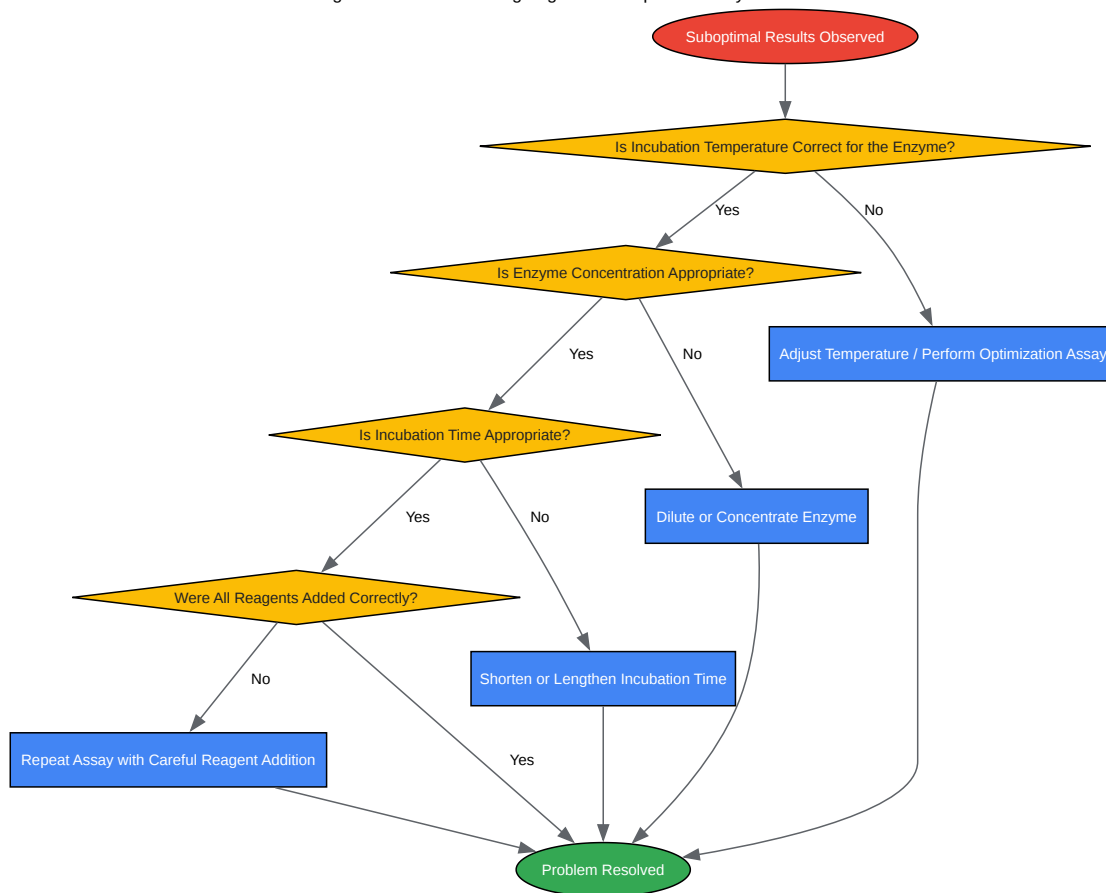 Suboptimal Results Observed
Is Incubation Temperature Correct for the Enzyme?
Yes
No
Is Enzyme Concentration Appropriate?
Yes
No
Adjust Temperature / Perform Optimization Assay
Is Incubation Time Appropriate?
Yes
No
Dilute or Concentrate Enzyme
Were All Reagents Added Correctly?
No
Shorten or Lengthen Incubation Time
Repeat Assay with Careful Reagent Addition
Yes
Problem Resolved